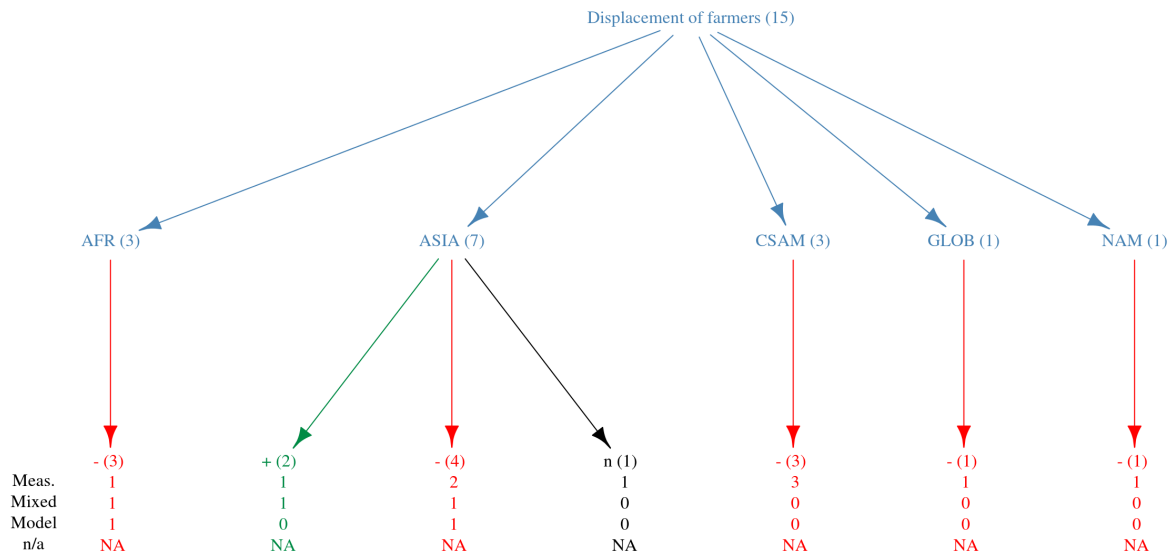 Displacement of farmers (15)
AFR (3) ASIA (7) CSAM (3) GLOB (1) NAM (1)
- (3) + (2) - (4) n (1) - (3) - (1) - (1)
Meas. 1 1 2 1 3 1 1
Mixed 1 1 1 0 0 0 0
Model 1 0 1 0 0 0 0
n/a NA NA NA NA NA NA NA